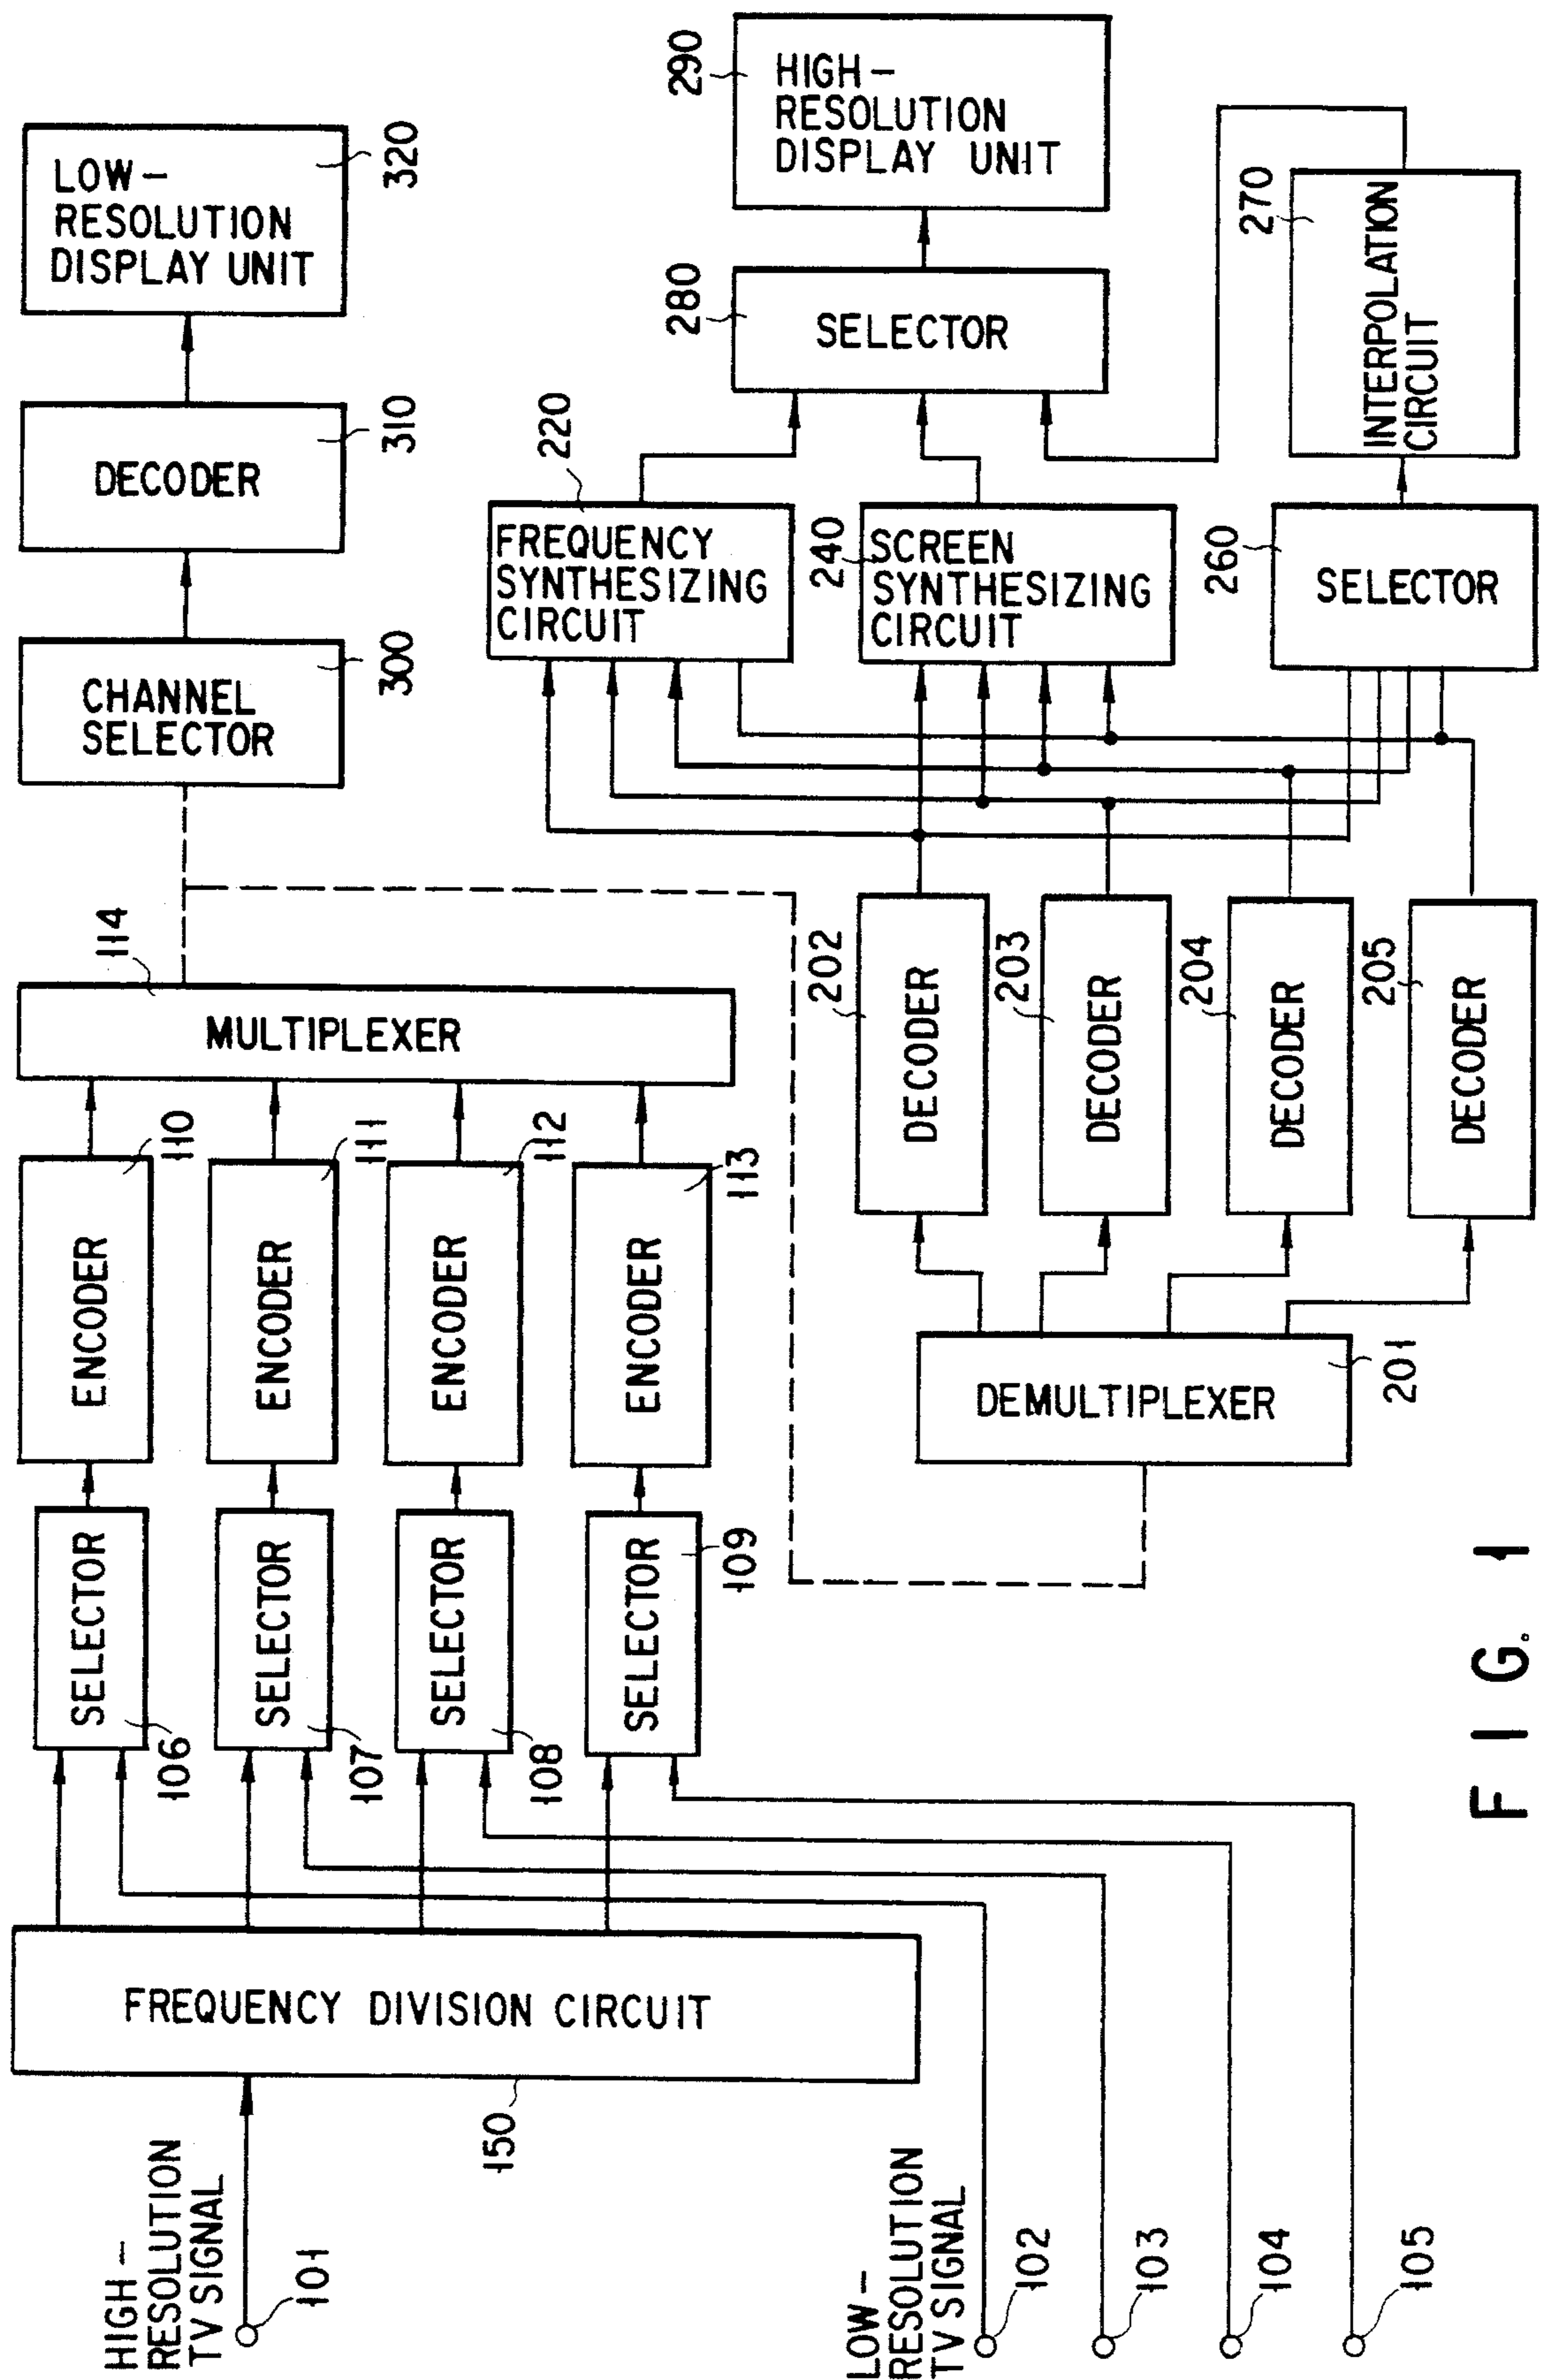 HIGH-
RESOLUTION
TV SIGNAL
101
150
FREQUENCY DIVISION CIRCUIT
LOW-
RESOLUTION
TV SIGNAL
102
103
104
105
SELECTOR
106
SELECTOR
107
SELECTOR
108
SELECTOR
109
ENCODER
110
ENCODER
111
ENCODER
112
ENCODER
113
MULTIPLEXER
114
CHANNEL
SELECTOR
300
DECODER
310
LOW-
RESOLUTION
DISPLAY UNIT
320
DEMULTIPLEXER
201
DECODER
202
DECODER
203
DECODER
204
DECODER
205
FREQUENCY
SYNTHESIZING
CIRCUIT
220
SCREEN
SYNTHESIZING
CIRCUIT
240
SELECTOR
260
INTERPOLATION
CIRCUIT
270
SELECTOR
280
HIGH-
RESOLUTION
DISPLAY UNIT
290
FIG. 1